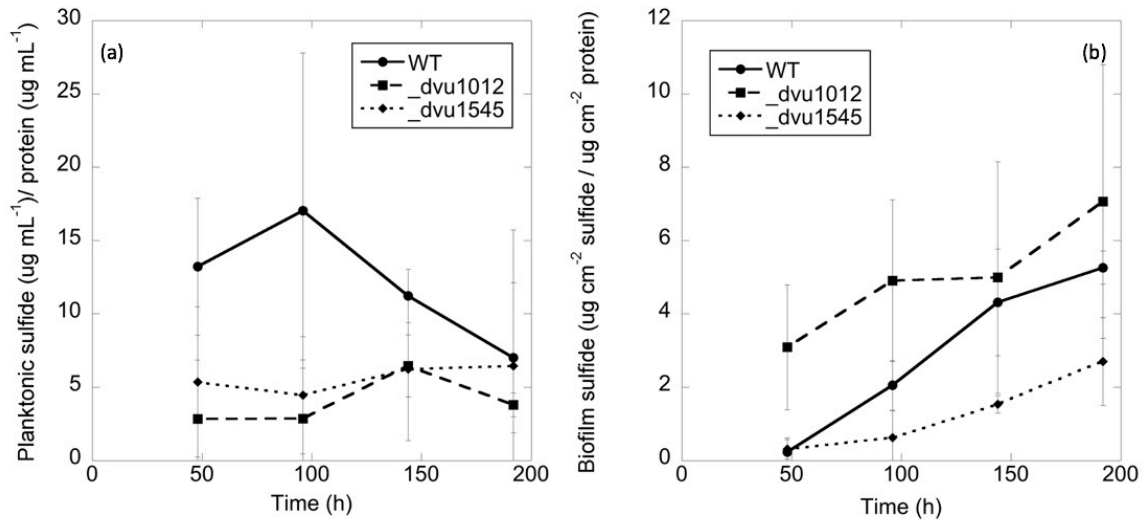 (a)
WT
_dvu1012
_dvu1545
Planktonic sulfide (ug mL⁻¹)/ protein (ug mL⁻¹)
30
25
20
15
10
5
0
0 50 100 150 200
Time (h)
(b)
WT
_dvu1012
_dvu1545
Biofilm sulfide (ug cm⁻² sulfide / ug cm⁻² protein)
12
10
8
6
4
2
0
0 50 100 150 200
Time (h)